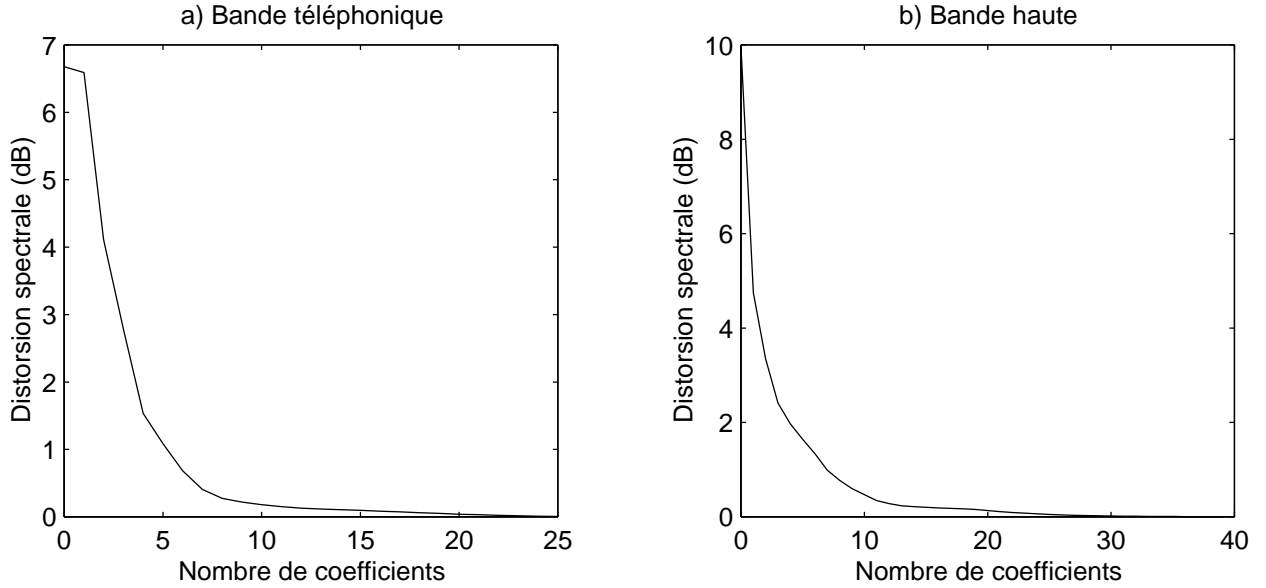 a) Bande téléphonique
7
6
5
4
3
2
1
0
Distorsion spectrale (dB)
0 5 10 15 20 25
Nombre de coefficients
b) Bande haute
10
8
6
4
2
0
Distorsion spectrale (dB)
0 10 20 30 40
Nombre de coefficients